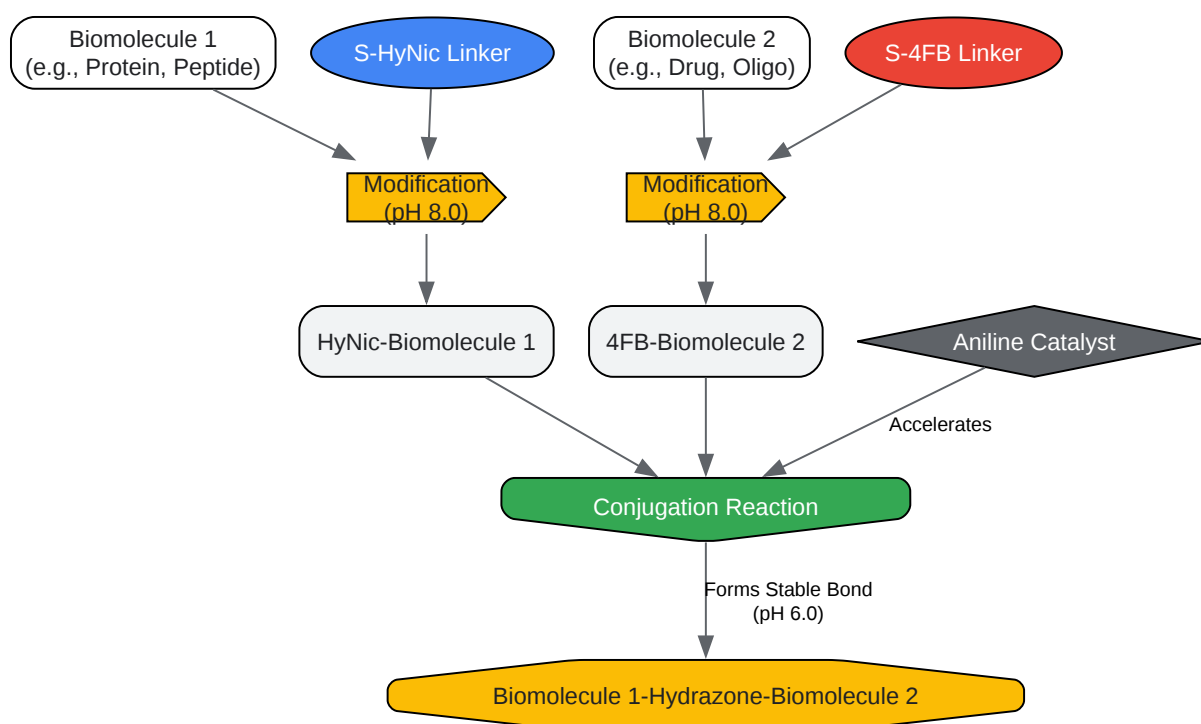 Biomolecule 1
(e.g., Protein, Peptide)
S-HyNic Linker
Biomolecule 2
(e.g., Drug, Oligo)
S-4FB Linker
Modification
(pH 8.0)
Modification
(pH 8.0)
HyNic-Biomolecule 1
4FB-Biomolecule 2
Aniline Catalyst
Accelerates
Conjugation Reaction
Forms Stable Bond
(pH 6.0)
Biomolecule 1-Hydrazone-Biomolecule 2